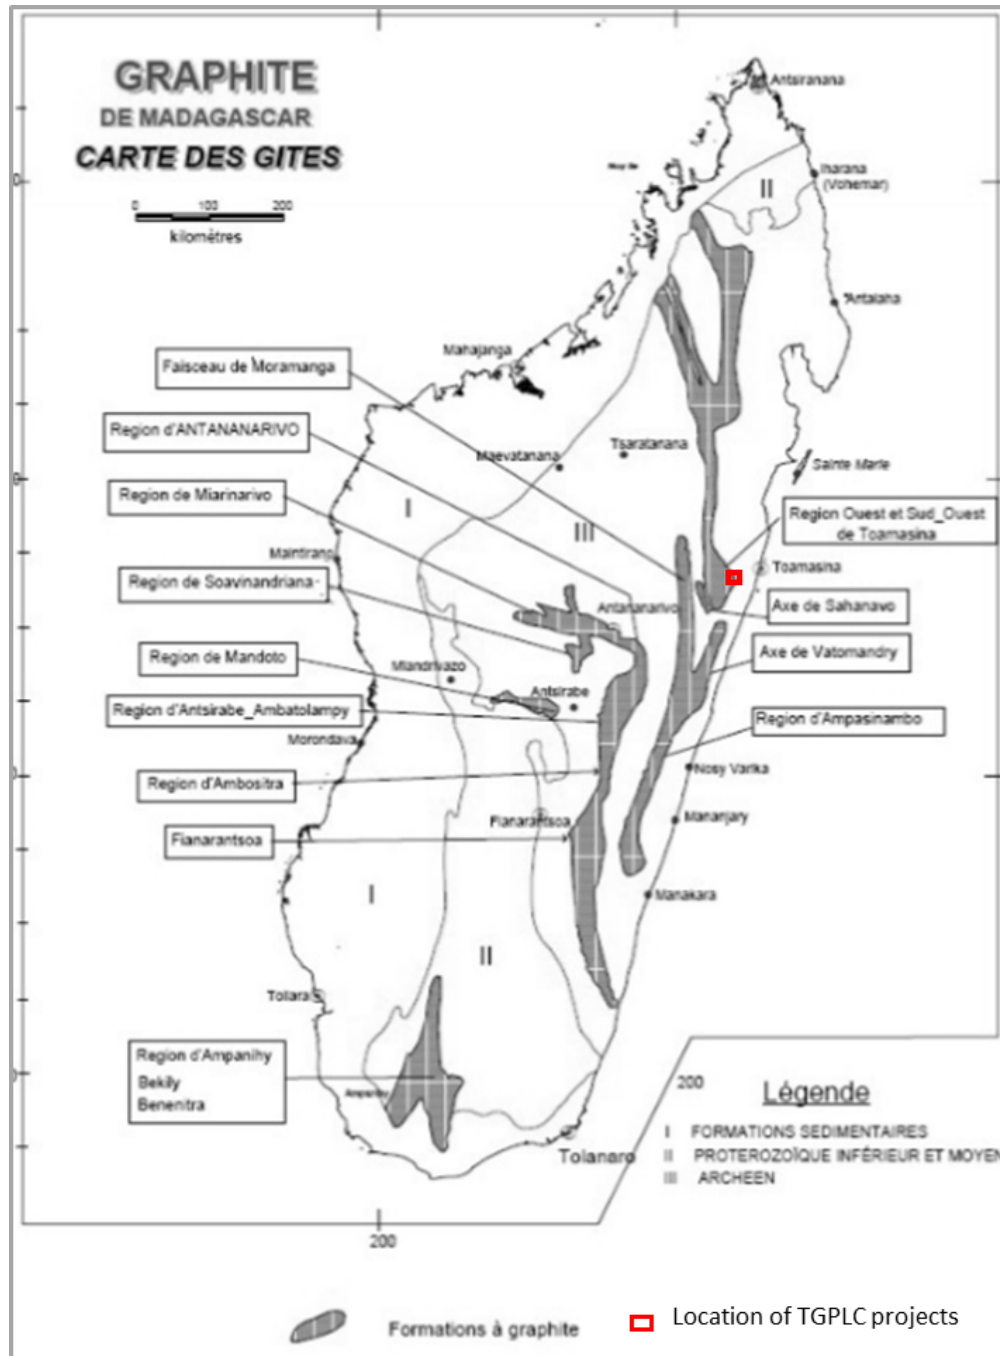 GRAPHITE
DE MADAGASCAR
CARTE DES GITES
0 100 200
kilomètres
Antsiranana
Iharana
(Vohemar)
II
Antalaha
Mahajanga
Faisceau de Moramanga
Region d'ANTANANARIVO
Tsaratanana
Maevatanana
Sainte Marie
Region de Miarinarivo
I
III
Region Ouest et Sud_Ouest
de Toamasina
Maintirano
Toamasina
Region de Soavinandriana
Antananarivo
Axe de Sahanavo
Region de Mandoto
Miandrivazo
Axe de Vatomandry
Antsirabe
Region d'Antsirabe_Ambatolampy
Region d'Ampasinambo
Morondava
Nosy Varika
Region d'Ambositra
Fianarantsoa
Mananjary
Fianarantsoa
I
Manakara
II
Toliara
Region d'Ampanihy
Bekily
Benenitra
Ampanihy
200
Légende
I FORMATIONS SEDIMENTAIRES
II PROTEROZOÏQUE INFÉRIEUR ET MOYEN
III ARCHEEN
Tolanaro
200
Formations à graphite
Location of TGPLC projects